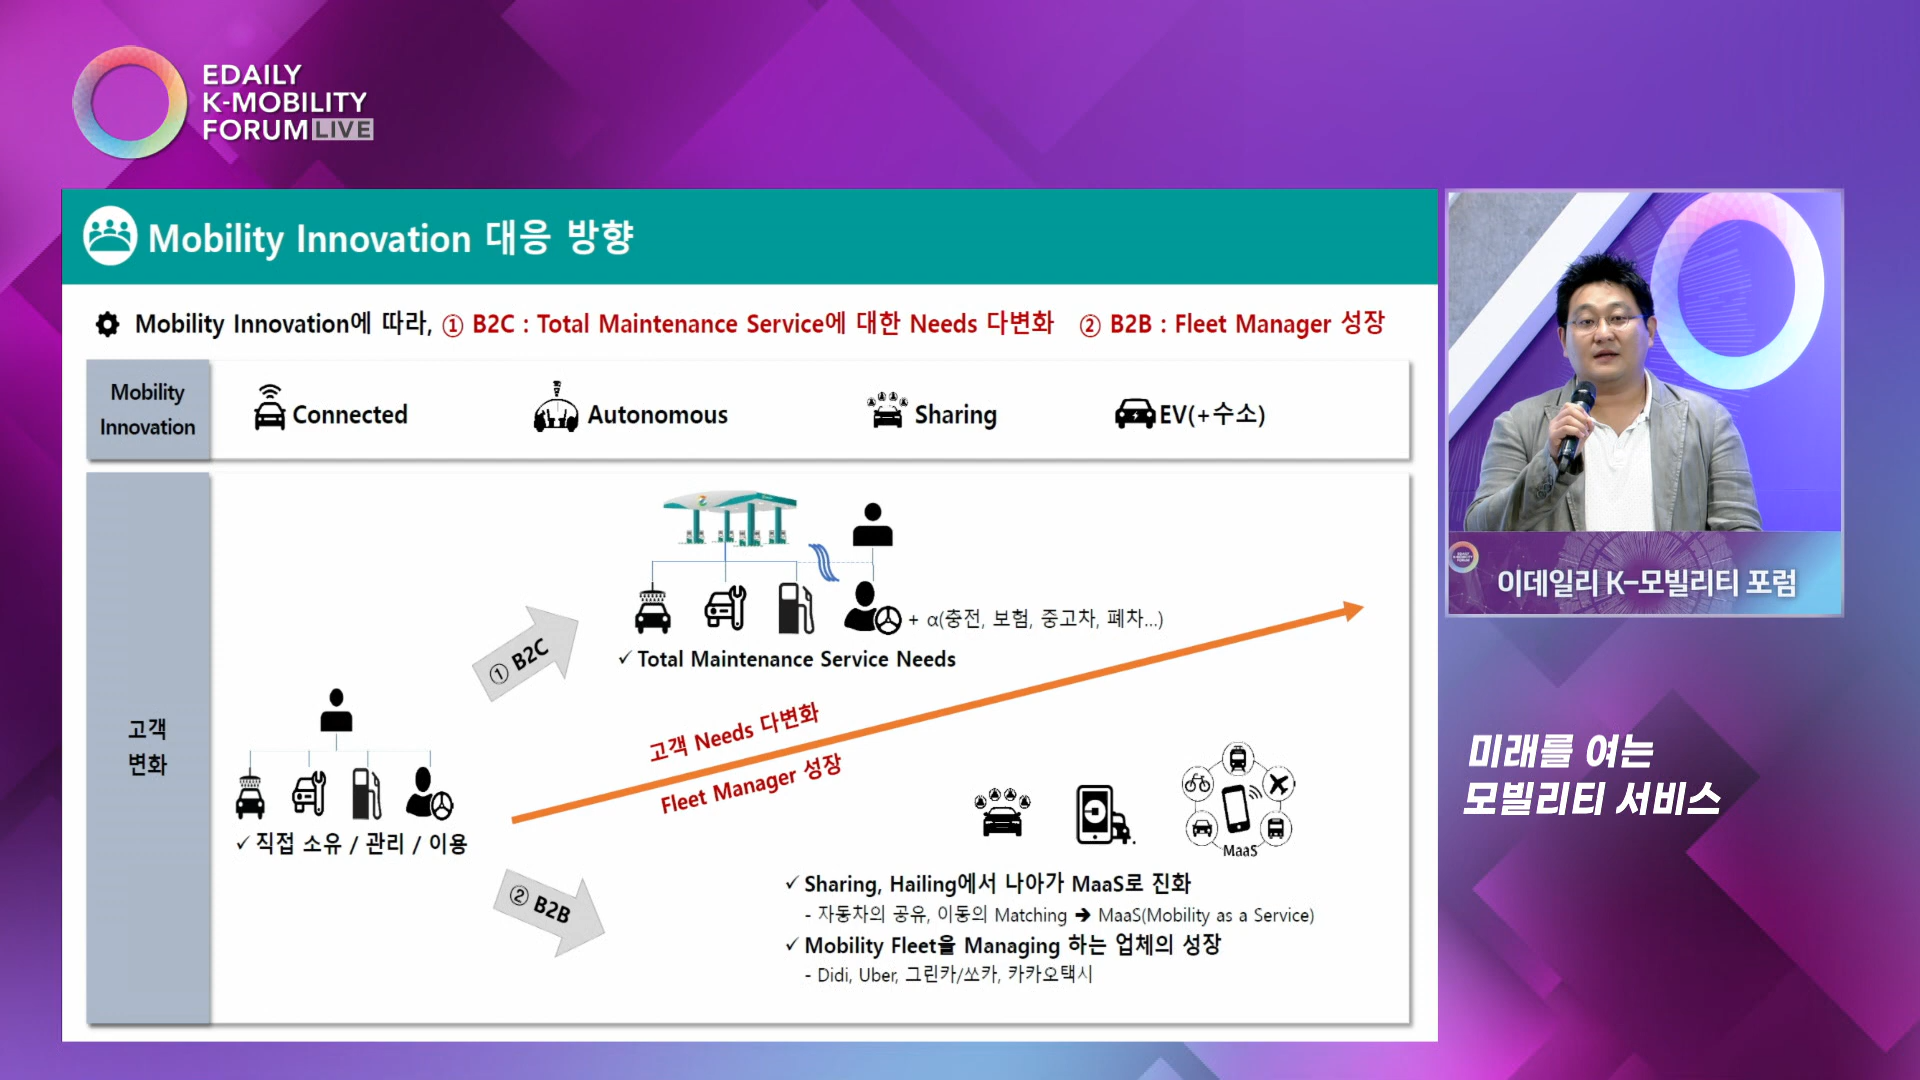 EDAILY
K-MOBILITY
FORUM LIVE
Mobility Innovation 대응 방향
Mobility Innovation에 따라, ① B2C : Total Maintenance Service에 대한 Needs 다변화 ② B2B : Fleet Manager 성장
Mobility
Innovation
Connected
Autonomous
Sharing
EV(+수소)
고객
변화
✓ 직접 소유 / 관리 / 이용
① B2C
+ α(충전, 보험, 중고차, 폐차...)
✓ Total Maintenance Service Needs
고객 Needs 다변화
Fleet Manager 성장
② B2B
MaaS
✓ Sharing, Hailing에서 나아가 MaaS로 진화
- 자동차의 공유, 이동의 Matching ➔ MaaS(Mobility as a Service)
✓ Mobility Fleet을 Managing 하는 업체의 성장
- Didi, Uber, 그린카/쏘카, 카카오택시
이데일리 K-모빌리티 포럼
미래를 여는
모빌리티 서비스